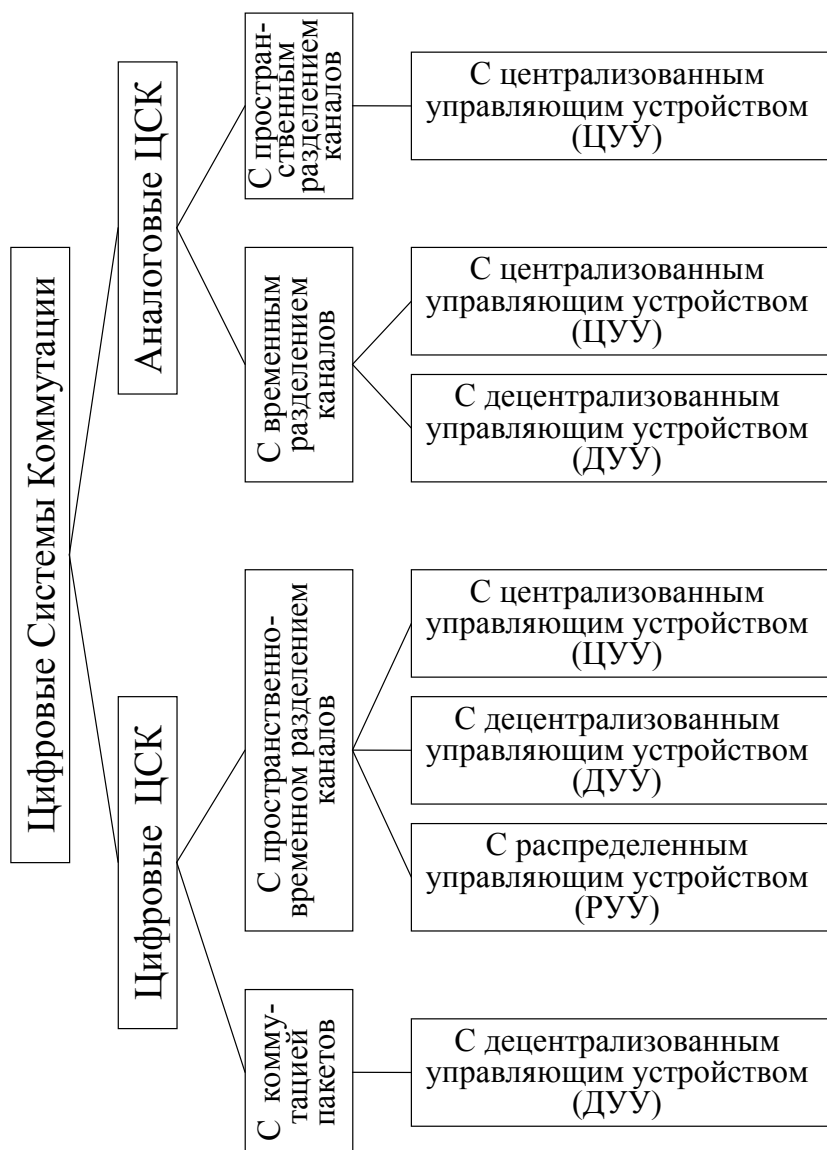 Цифровые Системы Коммутации
Цифровые ЦСК
Аналоговые ЦСК
С комму-
тацией
пакетов
С пространственно-
временном разделением
каналов
С временным
разделением
каналов
С простран-
ственным
разделением
каналов
С централизованным
управляющим устройством
(ЦУУ)
С централизованным
управляющим устройством
(ЦУУ)
С децентрализованным
управляющим устройством
(ДУУ)
С централизованным
управляющим устройством
(ЦУУ)
С децентрализованным
управляющим устройством
(ДУУ)
С распределенным
управляющим устройством
(РУУ)
С децентрализованным
управляющим устройством
(ДУУ)